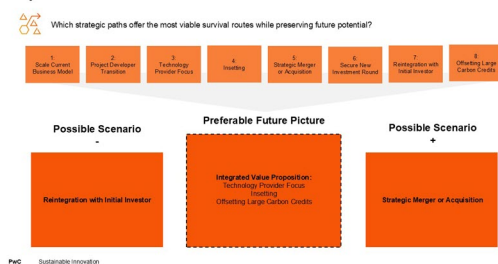 Which strategic paths offer the most viable survival routes while preserving future potential?
1
Scale Current
Business Model
2
Project Developer
Transition
3
Technology
Provider Focus
4
Insetting
5
Strategic Merger
or Acquisition
6
Secure New
Investment Round
7
Reintegration with
Initial Investor
8
Offsetting Large
Carbon Credits
Possible Scenario
-
Reintegration with Initial Investor
Preferable Future Picture
Integrated Value Proposition:
Technology Provider Focus
Insetting
Offsetting Large Carbon Credits
Possible Scenario
+
Strategic Merger or Acquisition
PwC Sustainable Innovation